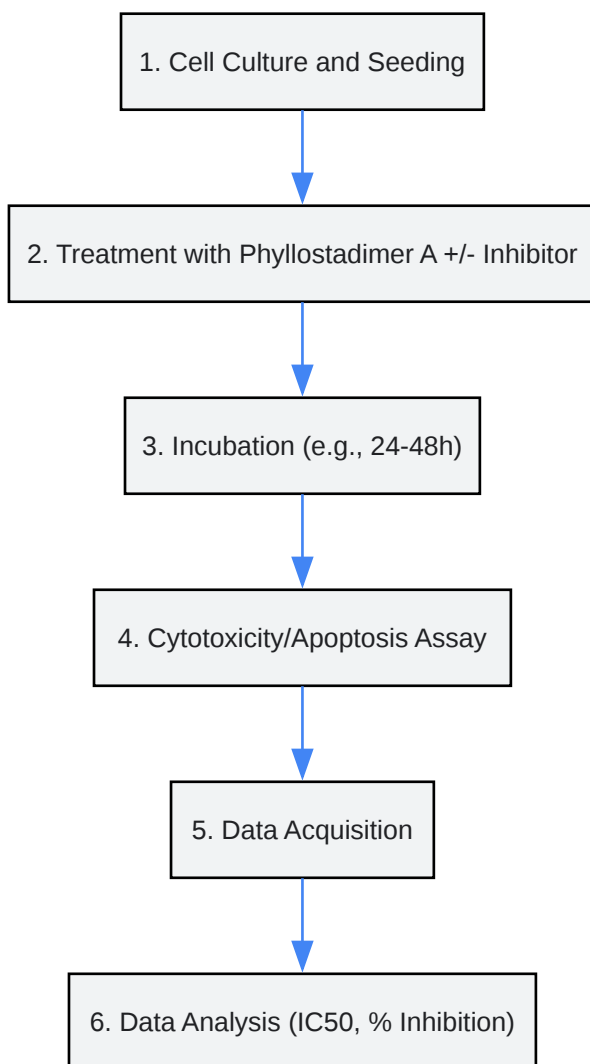 1. Cell Culture and Seeding
2. Treatment with Phyllostadimer A +/- Inhibitor
3. Incubation (e.g., 24-48h)
4. Cytotoxicity/Apoptosis Assay
5. Data Acquisition
6. Data Analysis (IC50, % Inhibition)